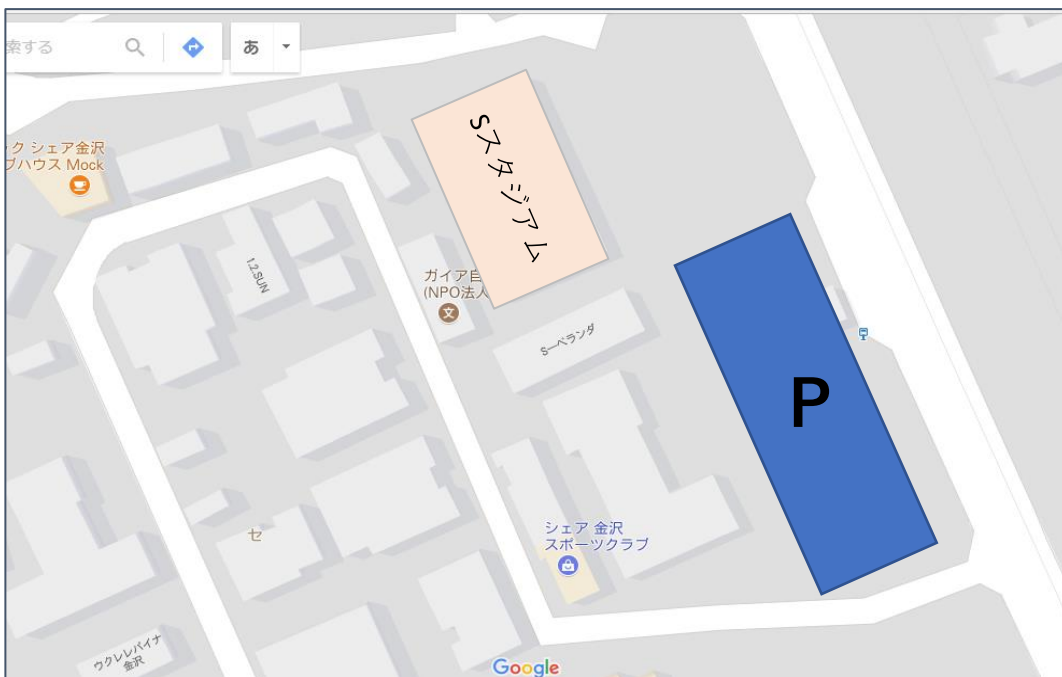 索する
あ
ク シェア金沢
ブハウス Mock
Sスタジアム
1.2.SUN
ガイア自
(NPO法人
文
S—ベランダ
P
シェア 金沢
スポーツクラブ
セ
ウクレレパイナ
金沢
Google